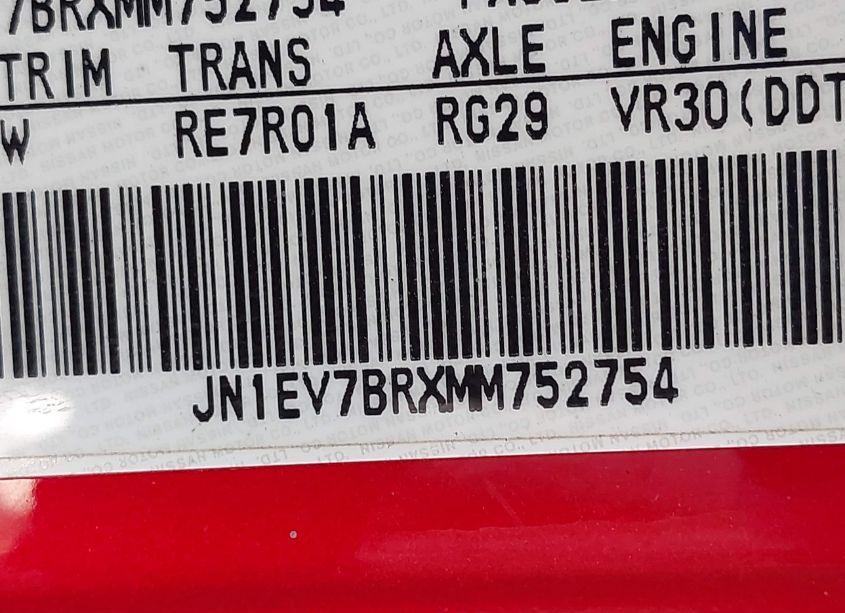 7BRXMM752754
TRIM TRANS AXLE ENGINE
W RE7R01A RG29 VR30(DDT
JN1EV7BRXMM752754